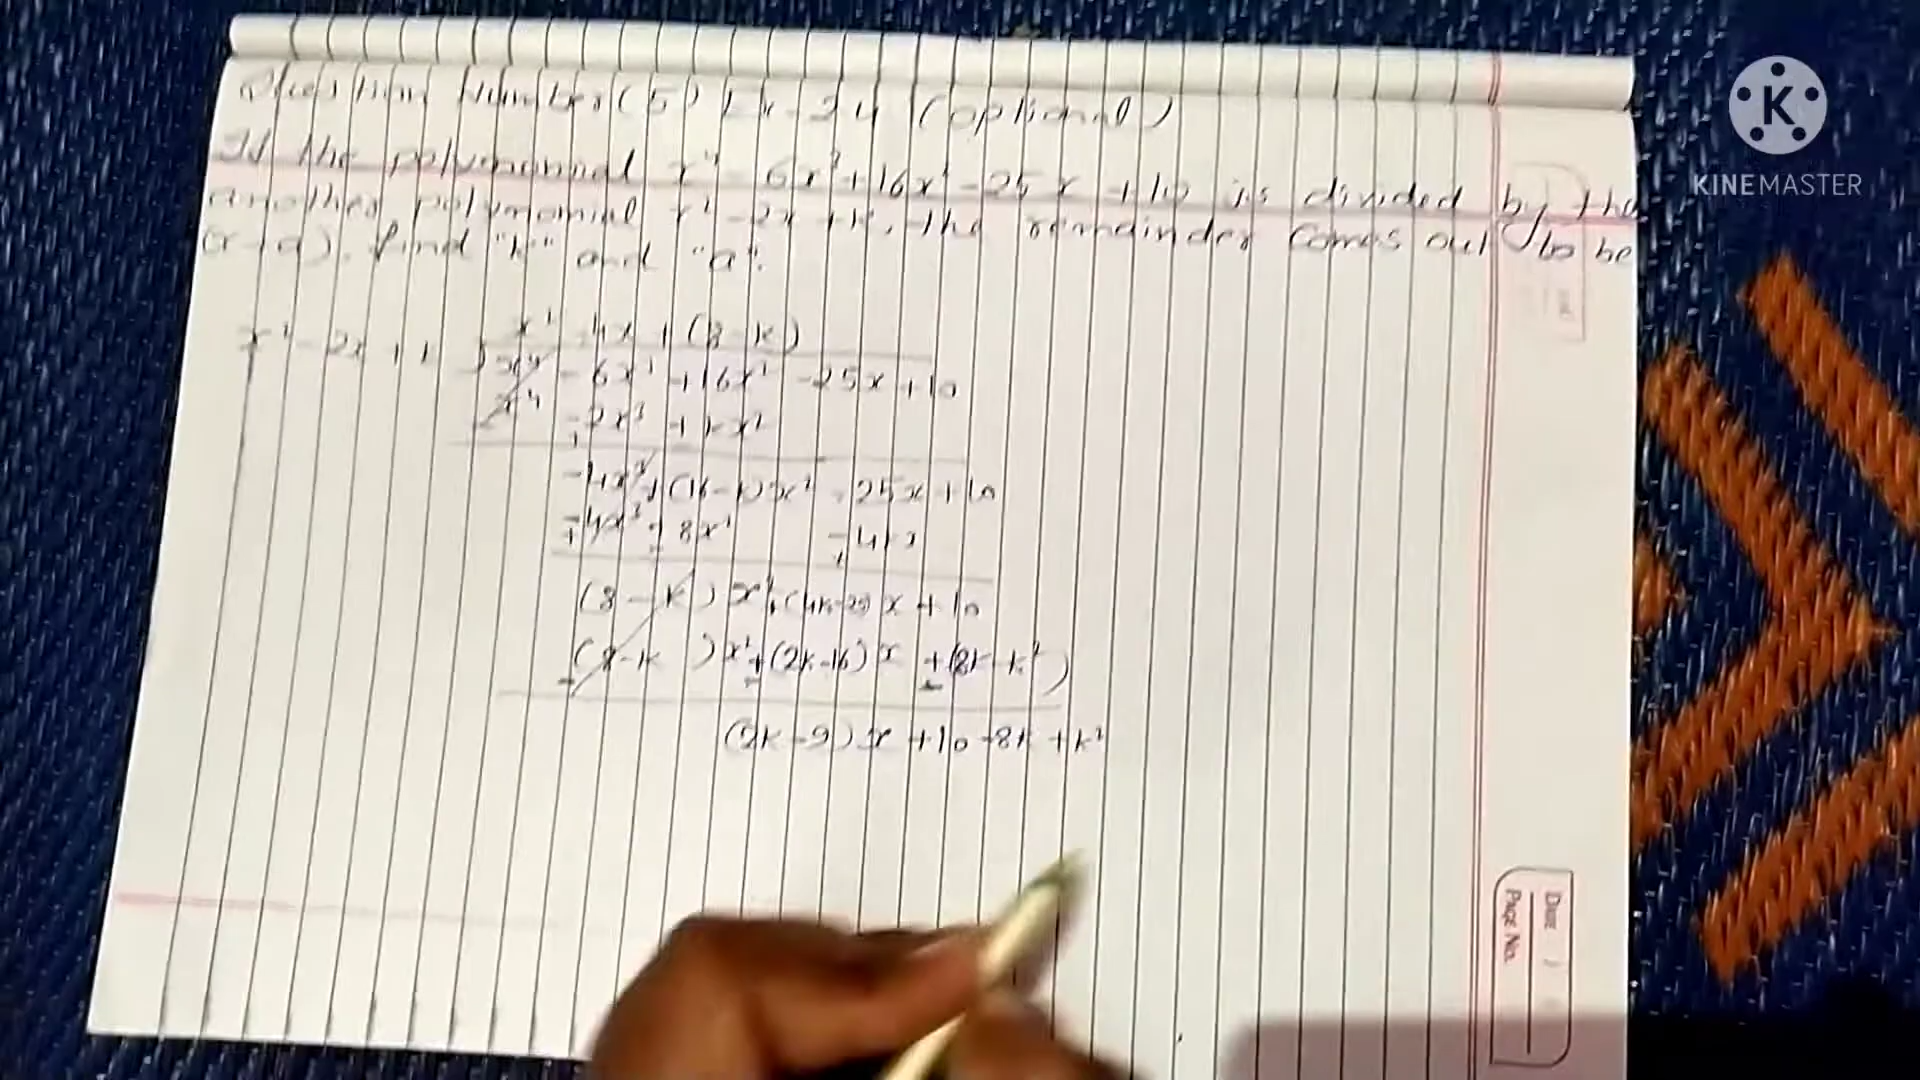 Question Number (5) Ex-2.4 (optional)
If the polynomial x⁴ - 6x³ + 16x² - 25x + 10 is divided by the
another polynomial x² - 2x + k, the remainder comes out to be
(x + a). find "k" and "a".
x² - 4x + (8 - k)
x² - 2x + k ) x⁴ - 6x³ + 16x² - 25x + 10
x⁴ - 2x³ + kx²
- +
-4x³ + (16 - k)x² - 25x + 10
-4x³ + 8x² - 4kx
+ - +
(8 - k) x² + (4k-25) x + 10
(8 - k) x² + (2k-16) x + (8k - k²)
- - -
(2k - 9) x + 10 - 8k + k²
KINEMASTER
DATE
PAGE NO.